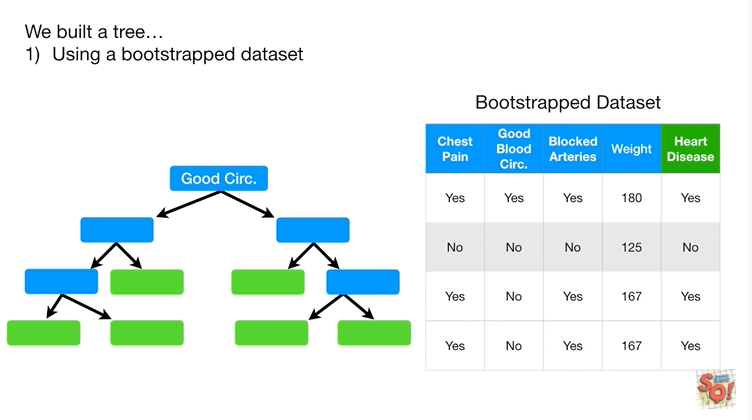 We built a tree…
1) Using a bootstrapped dataset
Bootstrapped Dataset
Good Circ.
Chest Pain
Good Blood Circ.
Blocked Arteries
Weight
Heart Disease
Yes Yes Yes 180 Yes
No No No 125 No
Yes No Yes 167 Yes
Yes No Yes 167 Yes
SQ!